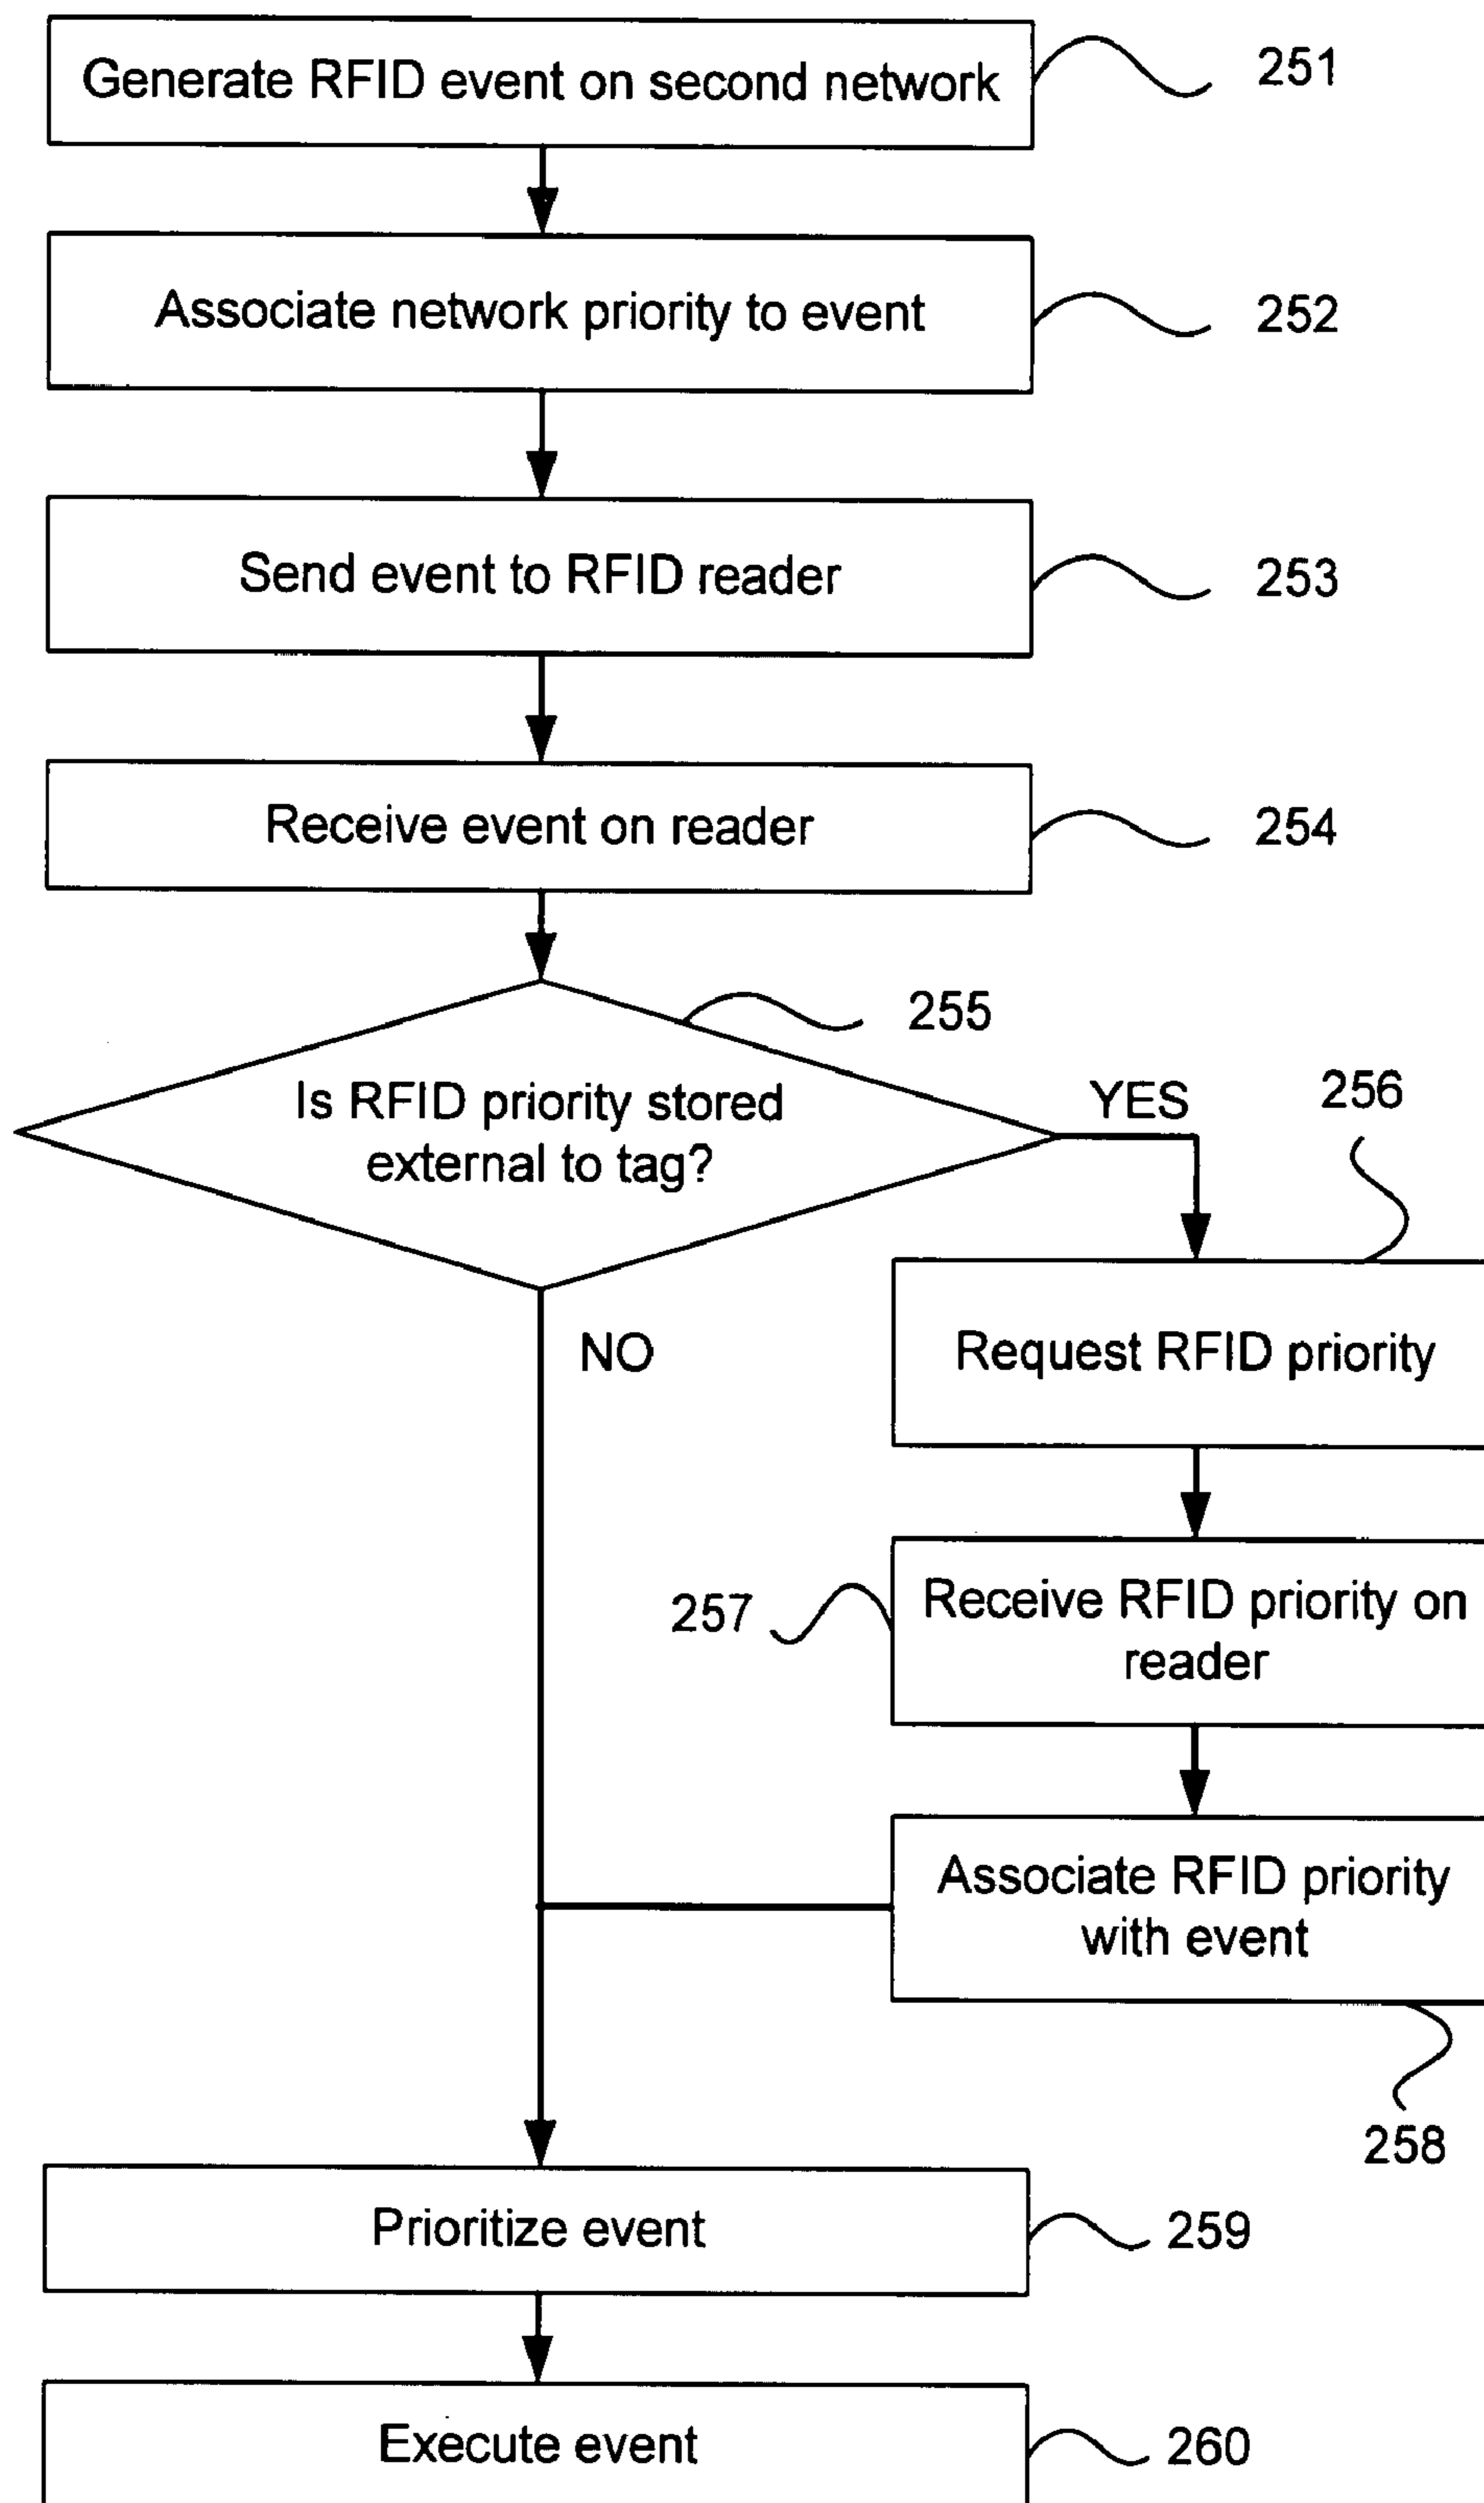 Generate RFID event on second network
251
Associate network priority to event
252
Send event to RFID reader
253
Receive event on reader
254
255
Is RFID priority stored
external to tag?
YES
256
NO
Request RFID priority
257
Receive RFID priority on
reader
Associate RFID priority
with event
258
Prioritize event
259
Execute event
260